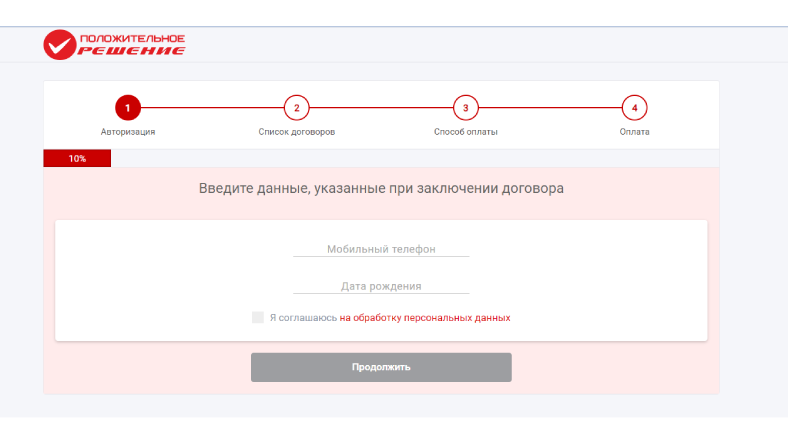 ПОЛОЖИТЕЛЬНОЕ
РЕШЕНИЕ
1 2 3 4
Авторизация Список договоров Способ оплаты Оплата
10%
Введите данные, указанные при заключении договора
Мобильный телефон
Дата рождения
Я соглашаюсь на обработку персональных данных
Продолжить